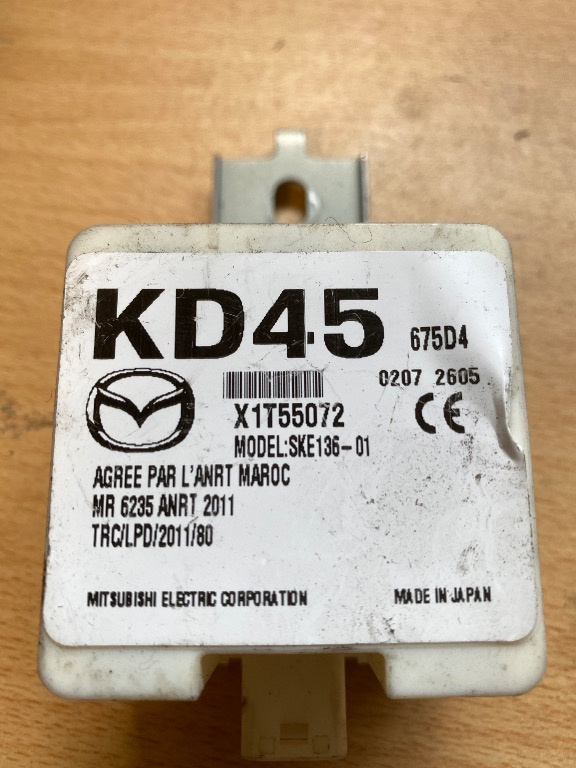 KD45 675D4
0207 2605
X1T55072
CE
MODEL:SKE136-01
AGREE PAR L'ANRT MAROC
MR 6235 ANRT 2011
TRC/LPD/2011/80
MITSUBISHI ELECTRIC CORPORATION MADE IN JAPAN